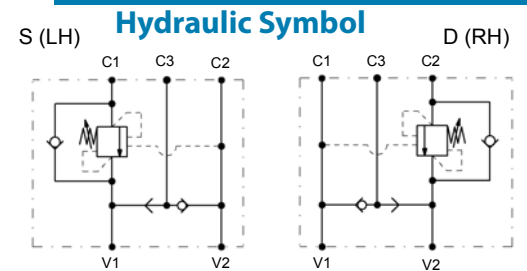 Hydraulic Symbol
S (LH)
D (RH)
C1 C3 C2
C1 C3 C2
V1 V2
V1 V2